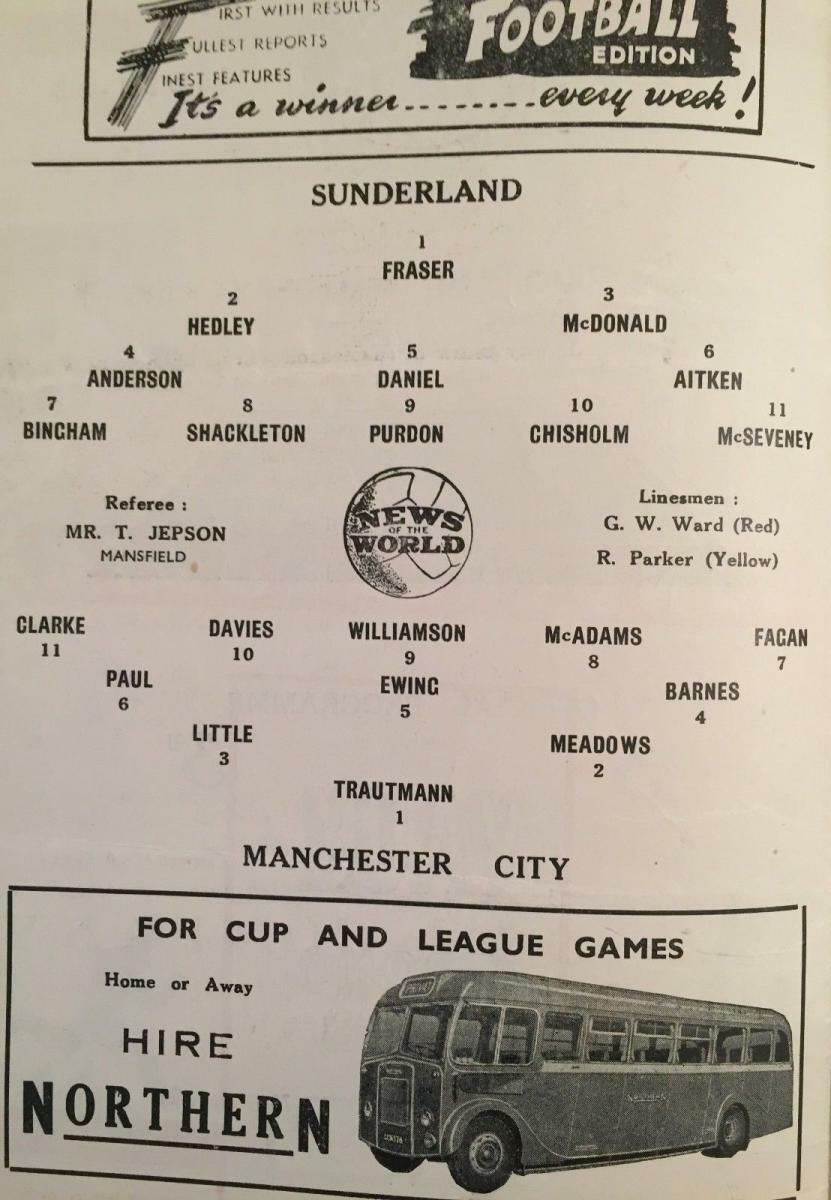 FIRST WITH RESULTS
FULLEST REPORTS
FINEST FEATURES
FOOTBALL
EDITION
It's a winner........every week!
SUNDERLAND
1
FRASER
2 3
HEDLEY McDONALD
4 5 6
ANDERSON DANIEL AITKEN
7 8 9 10 11
BINGHAM SHACKLETON PURDON CHISHOLM McSEVENEY
Referee :
MR. T. JEPSON
MANSFIELD
NEWS
OF THE
WORLD
Linesmen :
G. W. Ward (Red)
R. Parker (Yellow)
CLARKE DAVIES WILLIAMSON McADAMS FAGAN
11 10 9 8 7
PAUL EWING BARNES
6 5 4
LITTLE MEADOWS
3 2
TRAUTMANN
1
MANCHESTER CITY
FOR CUP AND LEAGUE GAMES
Home or Away
HIRE
NORTHERN
NORTHERN